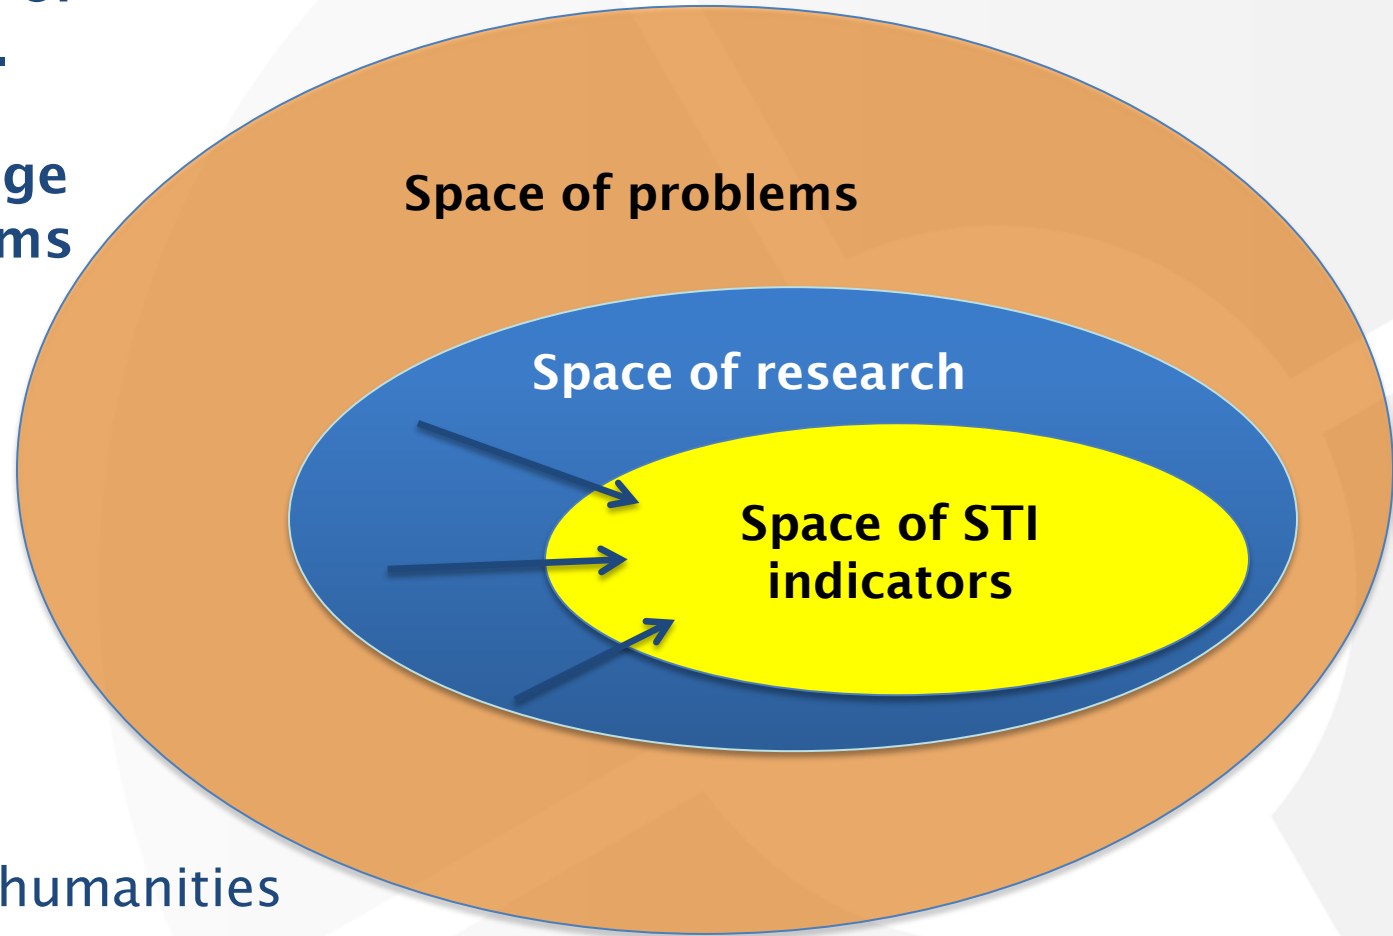 ge
ms
Space of problems
Space of research
Space of STI
indicators
humanities